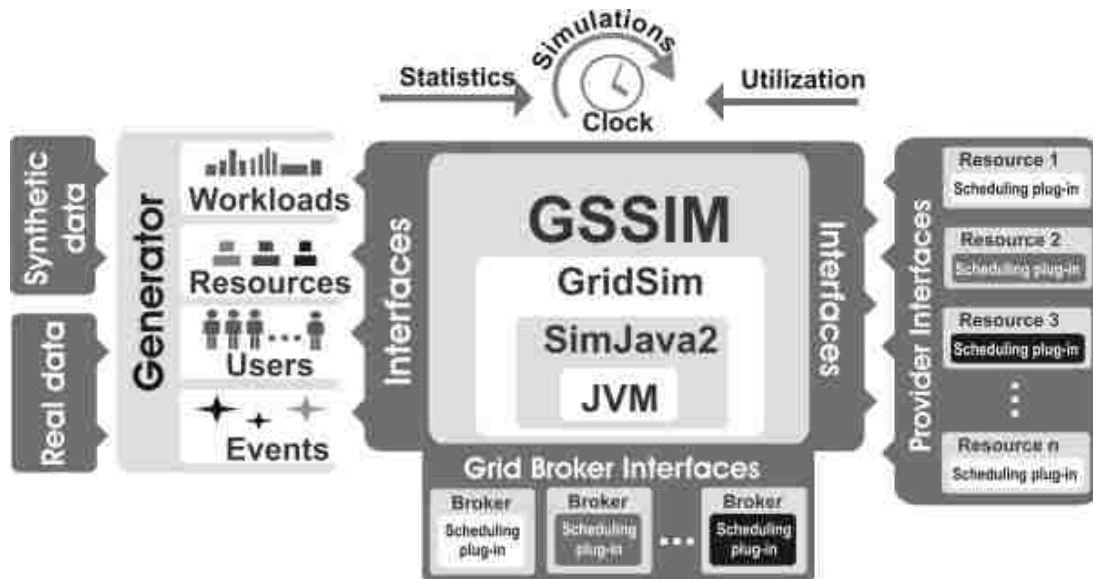 Simulations
Statistics
Utilization
Clock
Synthetic
data
Real data
Generator
Workloads
Resources
Users
Events
Interfaces
GSSIM
GridSim
SimJava2
JVM
Interfaces
Grid Broker Interfaces
Broker
Scheduling
plug-in
Broker
Scheduling
plug-in
Broker
Scheduling
plug-in
Provider Interfaces
Resource 1
Scheduling plug-in
Resource 2
Scheduling plug-in
Resource 3
Scheduling plug-in
Resource n
Scheduling plug-in